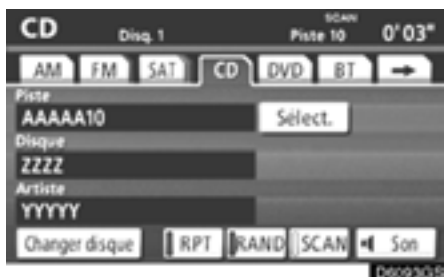 SCAN
CD Disq. 1 Piste 10 0'03"
AM FM SAT CD DVD BT
Piste
AAAAA10 Sélect.
Disque
ZZZZ
Artiste
YYYYY
Changer disque RPT RAND SCAN Son